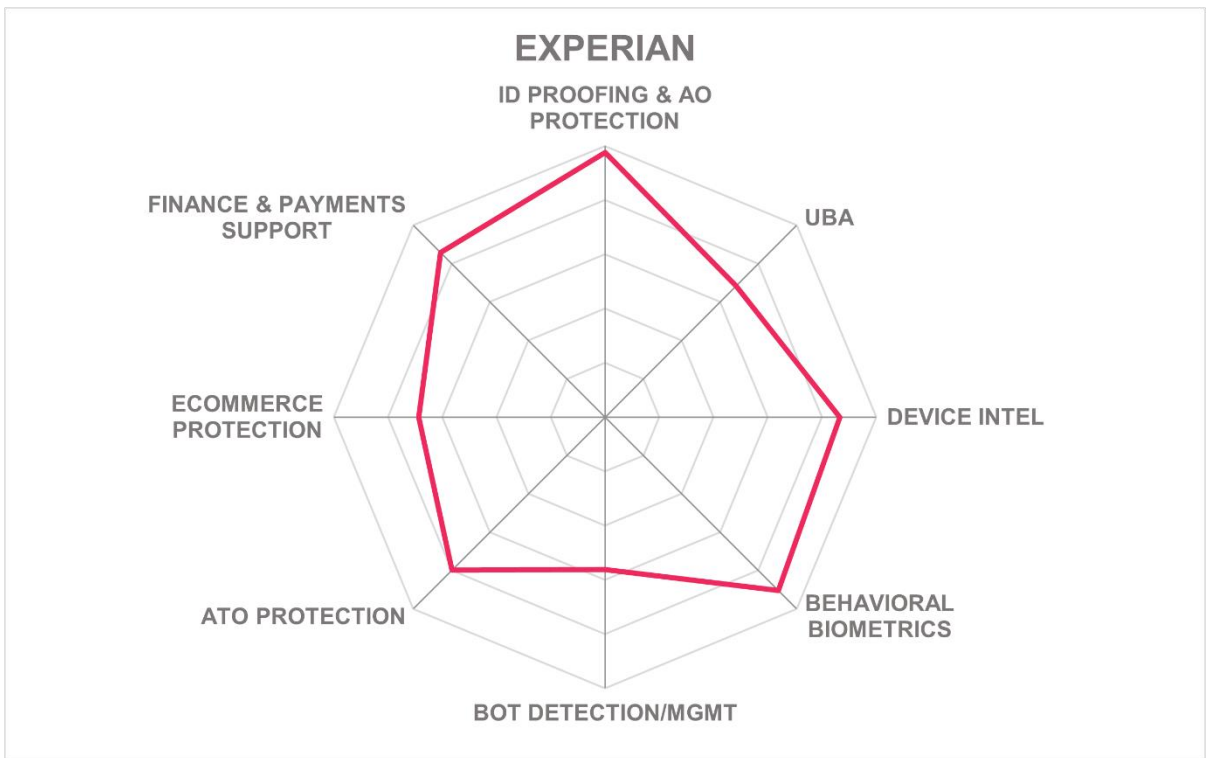 EXPERIAN
ID PROOFING & AO
PROTECTION
UBA
DEVICE INTEL
BEHAVIORAL
BIOMETRICS
BOT DETECTION/MGMT
ATO PROTECTION
ECOMMERCE
PROTECTION
FINANCE & PAYMENTS
SUPPORT